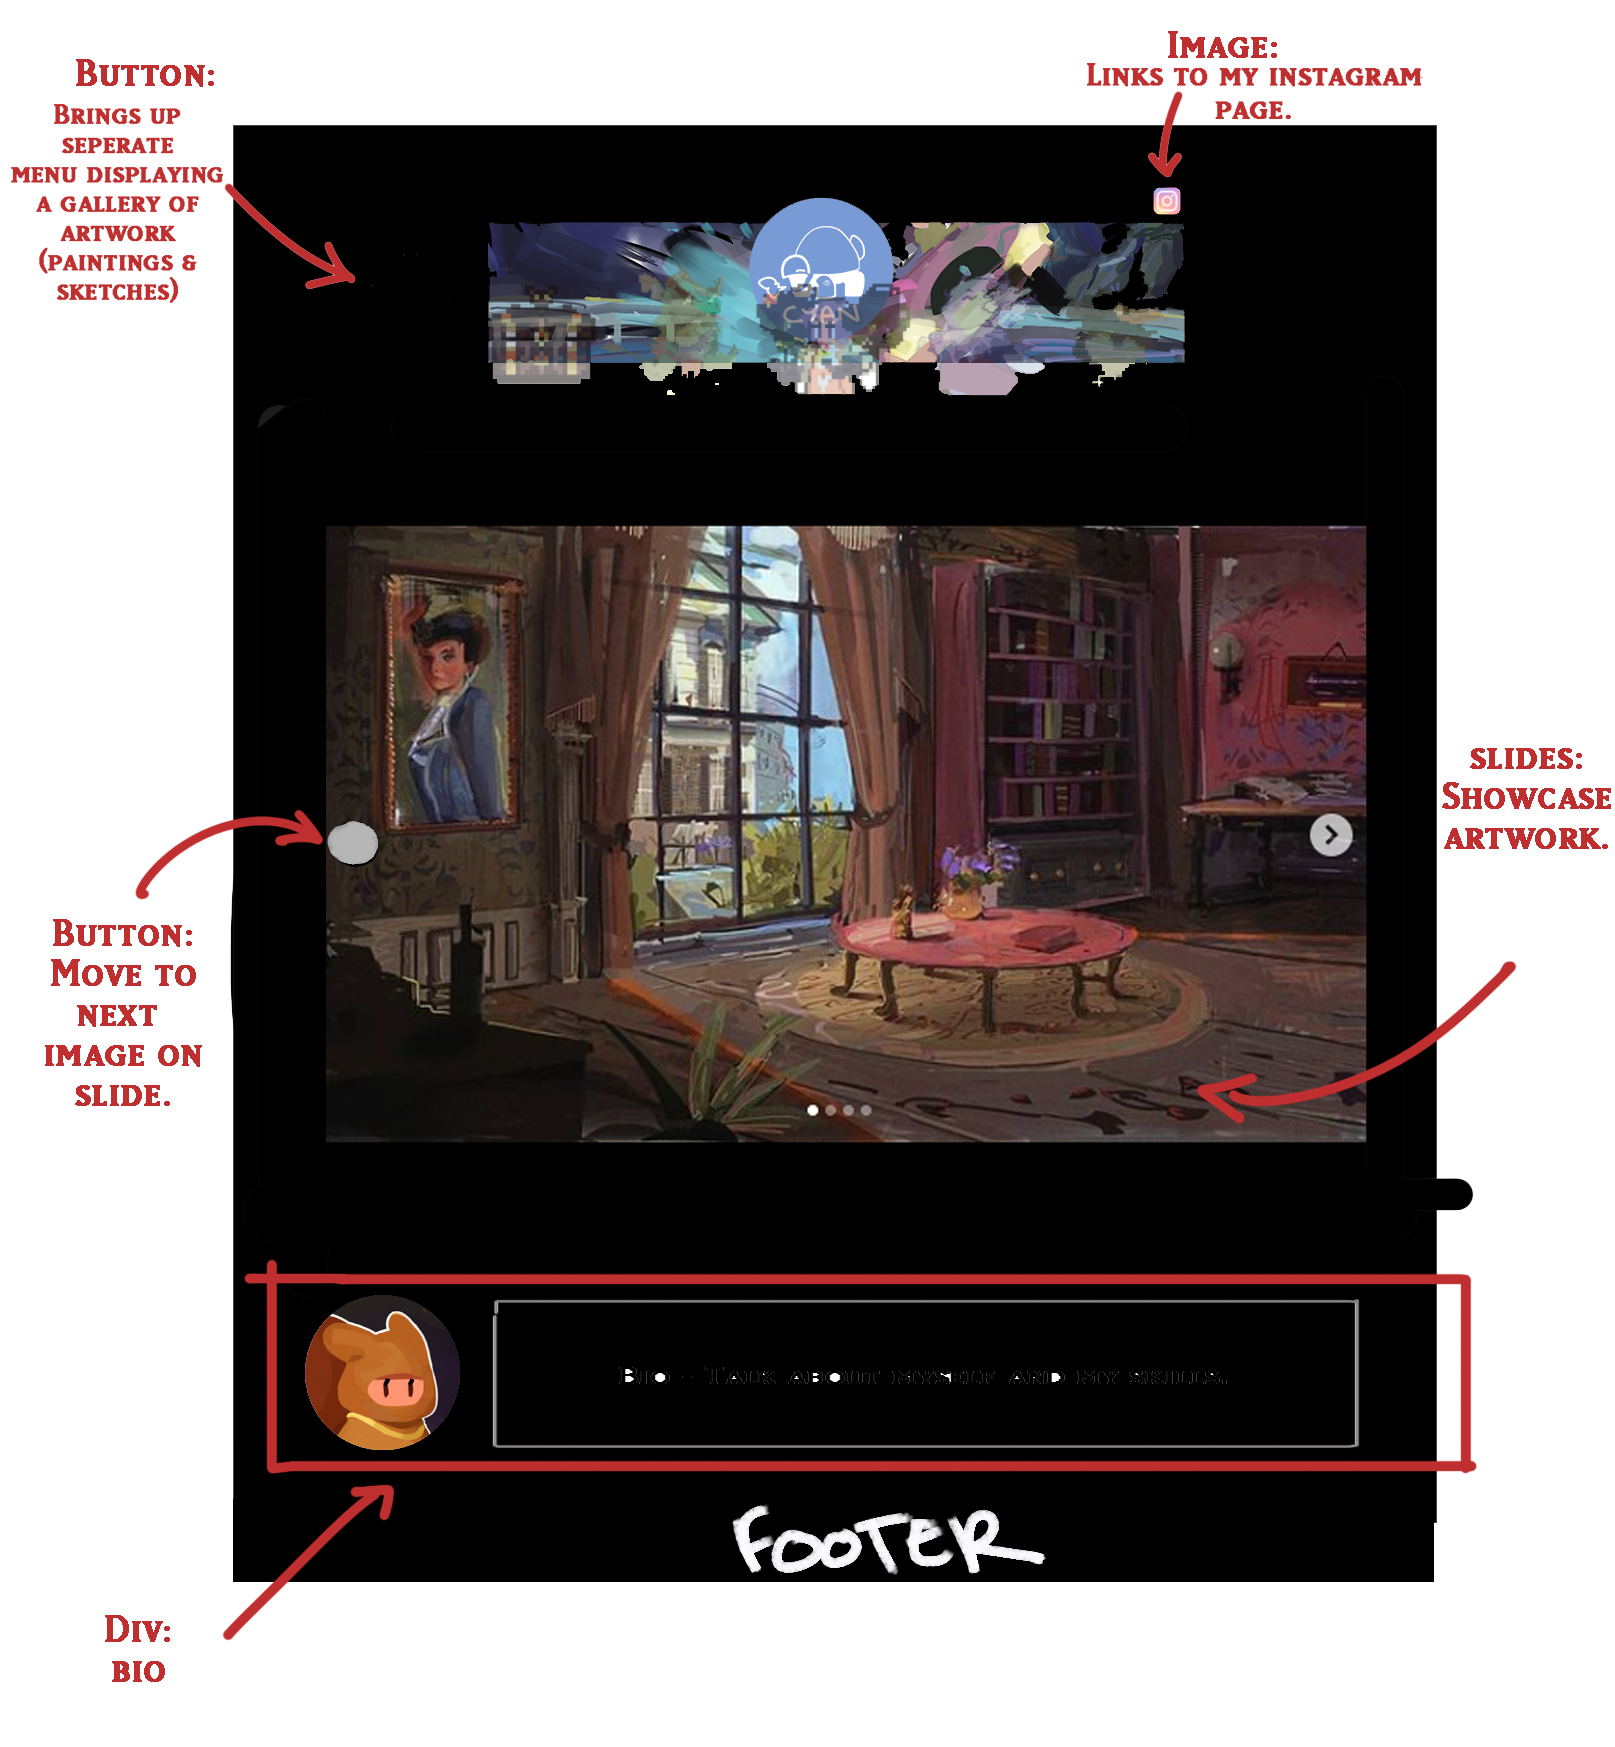 Image:
Links to my instagram
page.
Button:
Brings up
seperate
menu displaying
a gallery of
artwork
(paintings &
sketches)
CYAN
slides:
Showcase
artwork.
Button:
Move to
next
image on
slide.
Bio - Talk about myself and my skills.
FOOTER
Div:
bio